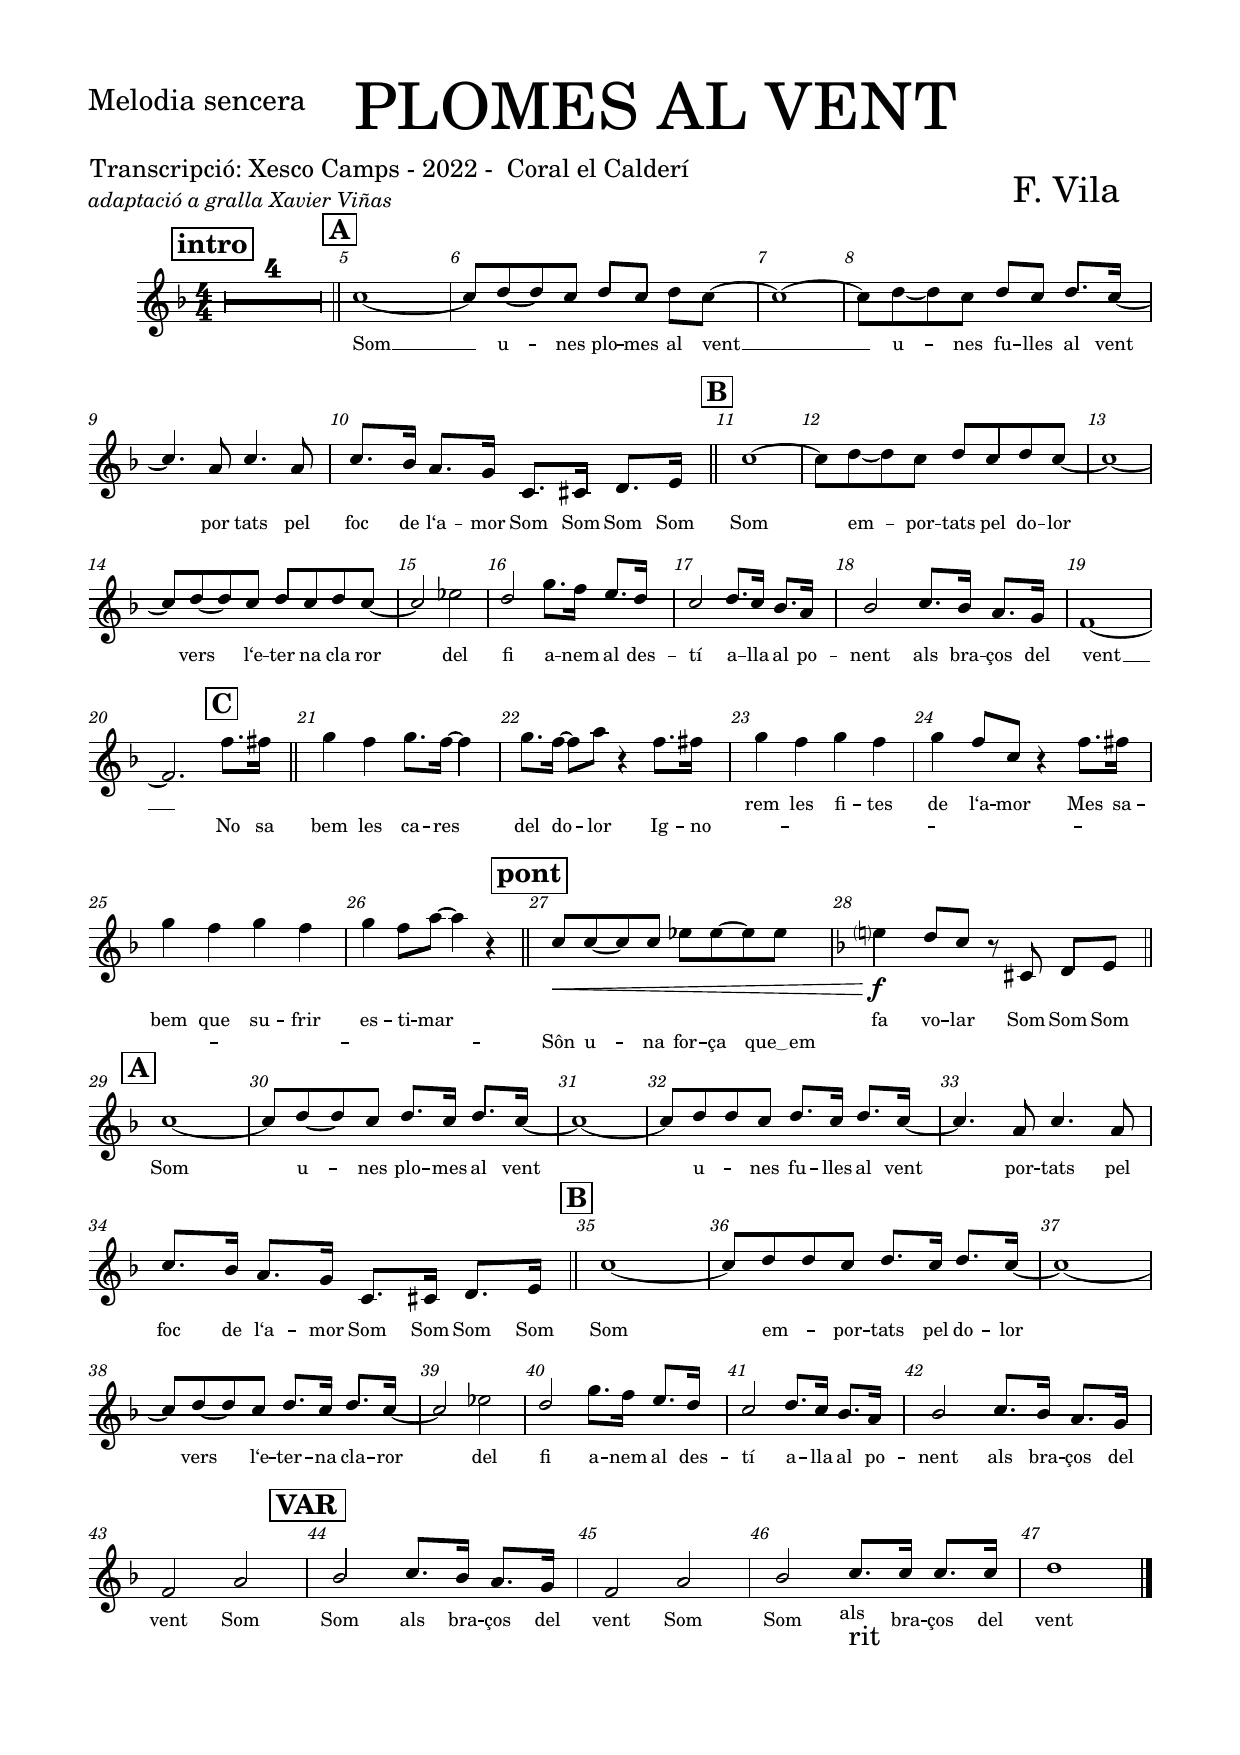 Melodia sencera PLOMES AL VENT
Transcripció: Xesco Camps - 2022 - Coral el Calderí
adaptació a gralla Xavier Viñas F. Vila
intro A
4 5 6 7 8
4
4
Som u - nes plo-mes al vent u - nes fu-lles al vent
B
9 10 11 12 13
por tats pel foc de l‘a - mor Som Som Som Som Som em - por-tats pel do-lor
14 15 16 17 18 19
vers l‘e-ter na cla ror del fi a-nem al des - tí a-lla al po - nent als bra-ços del vent
C
20 21 22 23 24
rem les fi - tes de l‘a-mor Mes sa -
No sa bem les ca - res del do - lor Ig - no - - -
pont
25 26 27 28
f
bem que su - frir es - ti-mar fa vo-lar Som Som Som
- - - Sôn u - na for-ça que‿em
A
29 30 31 32 33
Som u - nes plo-mes al vent u - nes fu-lles al vent por-tats pel
B
34 35 36 37
foc de l‘a - mor Som Som Som Som Som em - por-tats pel do - lor
38 39 40 41 42
vers l‘e-ter-na cla-ror del fi a-nem al des - tí a-lla al po - nent als bra-ços del
VAR
43 44 45 46 47
vent Som Som als bra-ços del vent Som Som als bra-ços del vent
rit